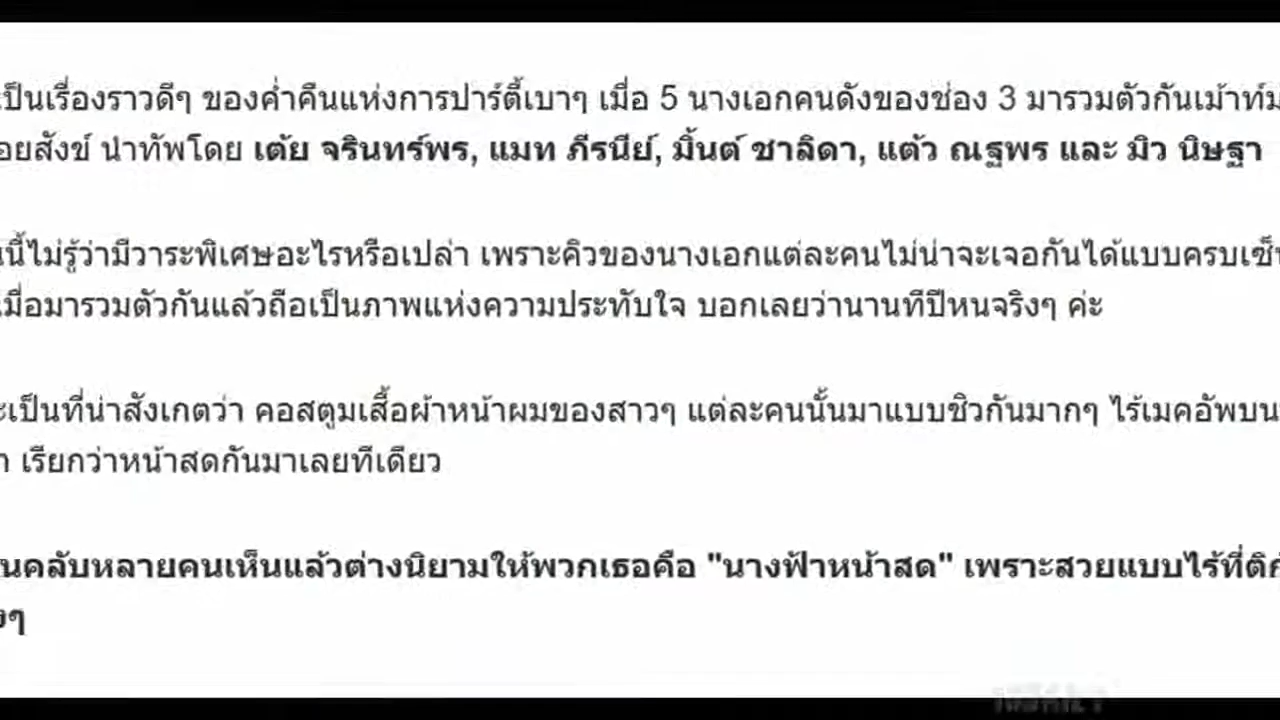 เป็นเรื่องราวดีๆ ของค่ำคืนแห่งการปาร์ตี้เบาๆ เมื่อ 5 นางเอกคนดังของช่อง 3 มารวมตัวกันเม้าท์ม
อยสังข์ นำทัพโดย เต้ย จรินทร์พร, แมท ภีรนีย์, มิ้นต์ ชาลิดา, แต้ว ณฐพร และ มิว นิษฐา
นี้ไม่รู้ว่ามีวาระพิเศษอะไรหรือเปล่า เพราะคิวของนางเอกแต่ละคนไม่น่าจะเจอกันได้แบบครบเซ็
เมื่อมารวมตัวกันแล้วถือเป็นภาพแห่งความประทับใจ บอกเลยว่านานทีปีหนจริงๆ ค่ะ
ะเป็นที่น่าสังเกตว่า คอสตูมเสื้อผ้าหน้าผมของสาวๆ แต่ละคนนั้นมาแบบชิวกันมากๆ ไร้เมคอัพบน
า เรียกว่าหน้าสดกันมาเลยทีเดียว
นคลับหลายคนเห็นแล้วต่างนิยามให้พวกเธอคือ "นางฟ้าหน้าสด" เพราะสวยแบบไร้ที่ติ
งๆ